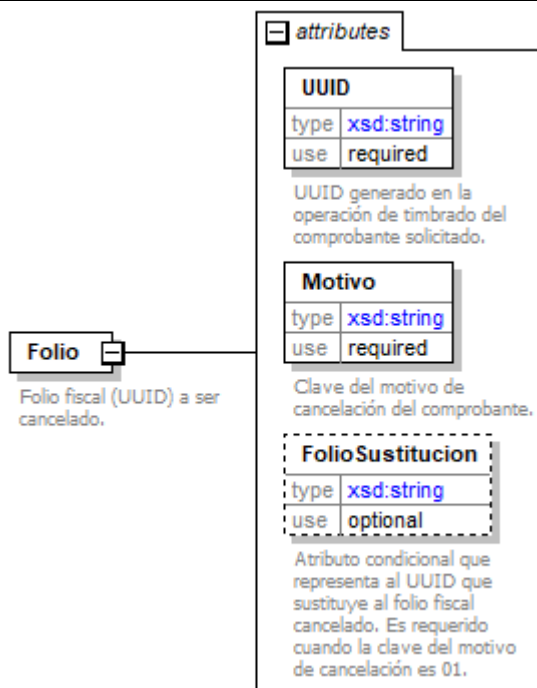 attributes
UUID
type xsd:string
use required
UUID generado en la
operación de timbrado del
comprobante solicitado.
Motivo
type xsd:string
use required
Clave del motivo de
cancelación del comprobante.
Folio
Folio fiscal (UUID) a ser
cancelado.
FolioSustitucion
type xsd:string
use optional
Atributo condicional que
representa al UUID que
sustituye al folio fiscal
cancelado. Es requerido
cuando la clave del motivo
de cancelación es 01.